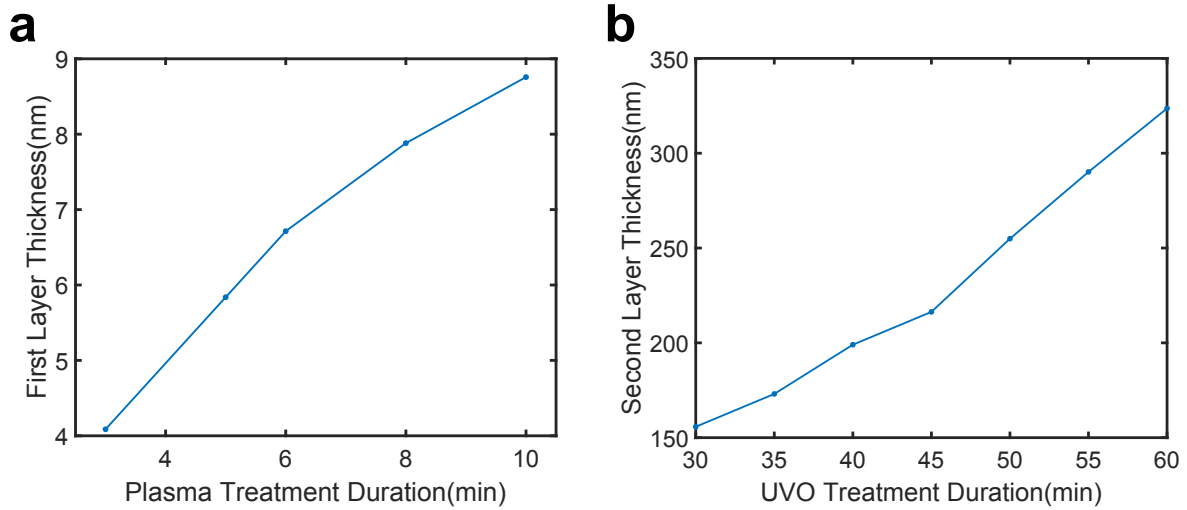 a
First Layer Thickness(nm)
9
8
7
6
5
4
4 6 8 10
Plasma Treatment Duration(min)
b
Second Layer Thickness(nm)
350
300
250
200
150
30 35 40 45 50 55 60
UVO Treatment Duration(min)